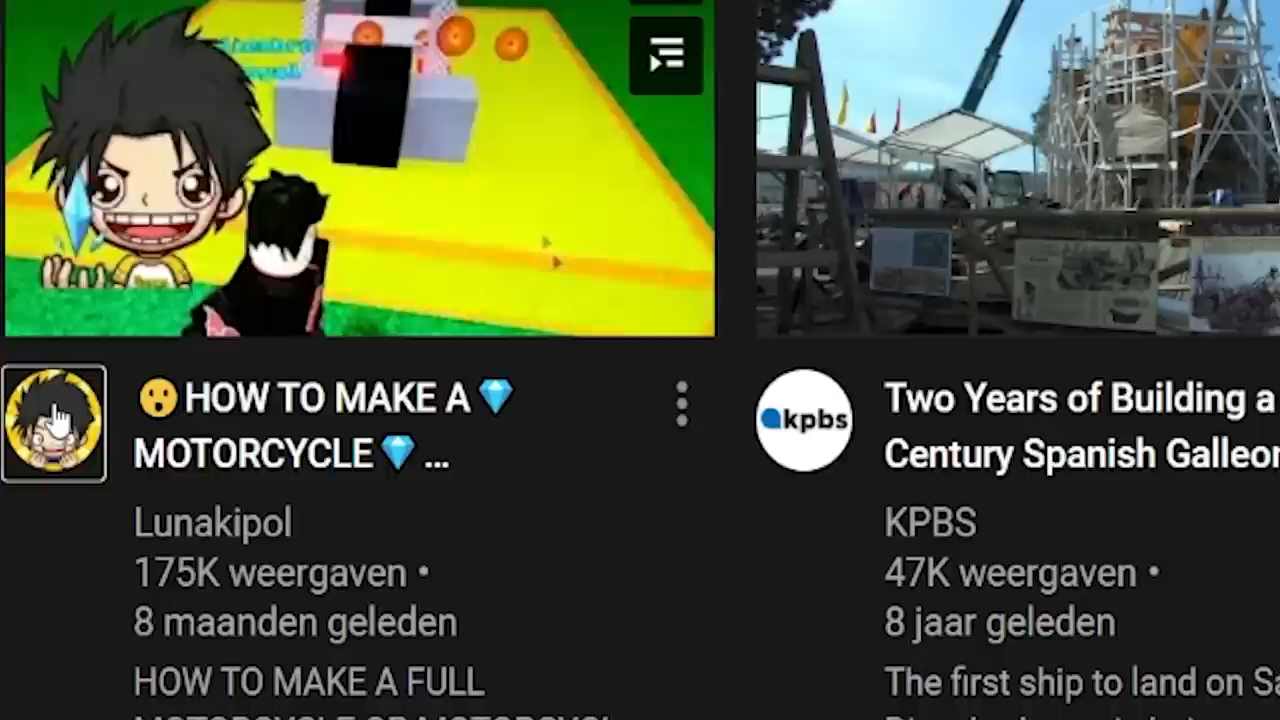 😮HOW TO MAKE A💎
MOTORCYCLE💎...
Lunakipol
175K weergaven •
8 maanden geleden
HOW TO MAKE A FULL
kpbs
Two Years of Building a
Century Spanish Galleon
KPBS
47K weergaven •
8 jaar geleden
The first ship to land on